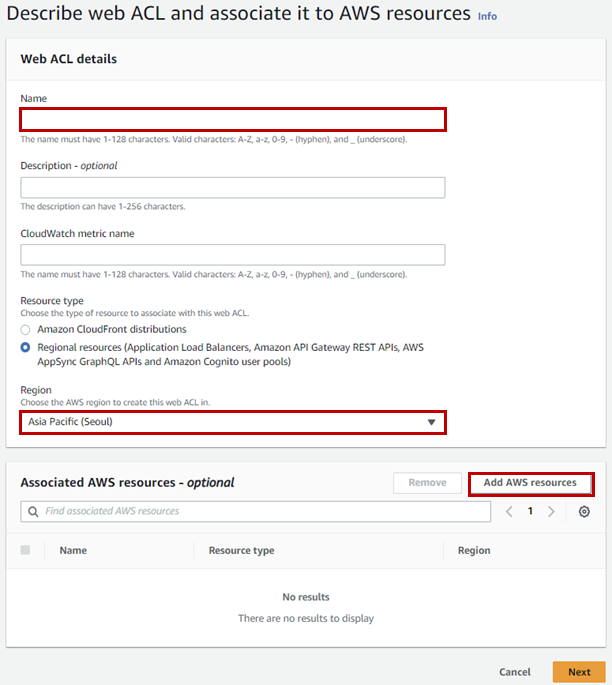 Describe web ACL and associate it to AWS resources Info
Web ACL details
Name
The name must have 1-128 characters. Valid characters: A-Z, a-z, 0-9, - (hyphen), and _ (underscore).
Description - optional
The description can have 1-256 characters.
CloudWatch metric name
The name must have 1-128 characters. Valid characters: A-Z, a-z, 0-9, - (hyphen), and _ (underscore).
Resource type
Choose the type of resource to associate with this web ACL.
Amazon CloudFront distributions
Regional resources (Application Load Balancers, Amazon API Gateway REST APIs, AWS
AppSync GraphQL APIs and Amazon Cognito user pools)
Region
Choose the AWS region to create this web ACL in.
Asia Pacific (Seoul)
Associated AWS resources - optional Remove Add AWS resources
Find associated AWS resources 1
Name Resource type Region
No results
There are no results to display
Cancel Next